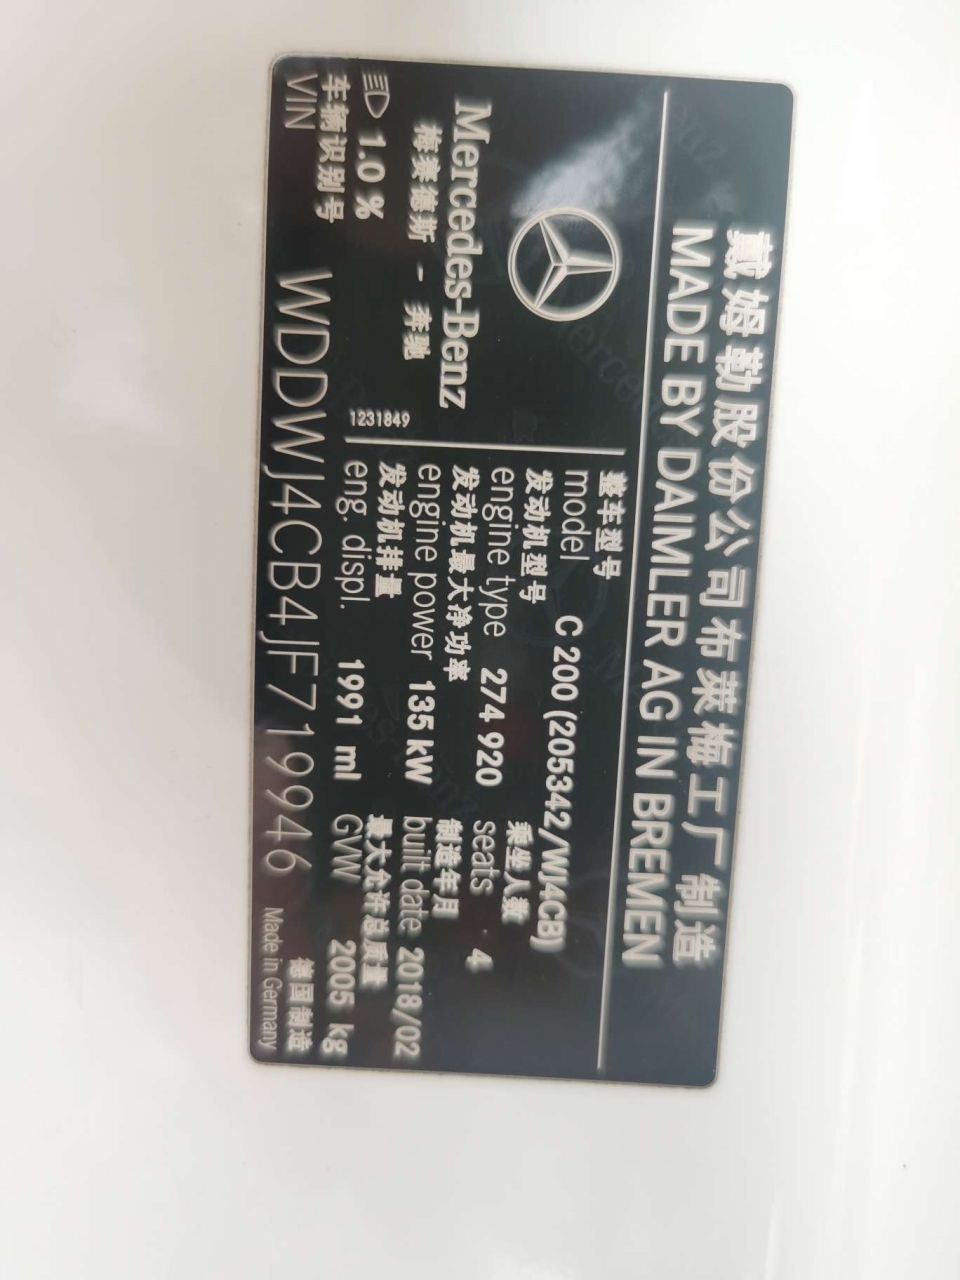 戴姆勒股份公司布莱梅工厂制造
MADE BY DAIMLER AG IN BREMEN
Mercedes-Benz
梅赛德斯 - 奔驰
1231849
整车型号
model C 200 (205342/WJ4CB)
发动机型号 乘坐人数
engine type 274 920 seats 4
发动机最大净功率 制造年月
engine power 135 kW built date 2018/02
发动机排量 最大允许总质量
eng. displ. 1991 ml GVW 2005 kg
1.0 %
车辆识别号 德国制造
VIN WDDWJ4CB4JF719946 Made in Germany